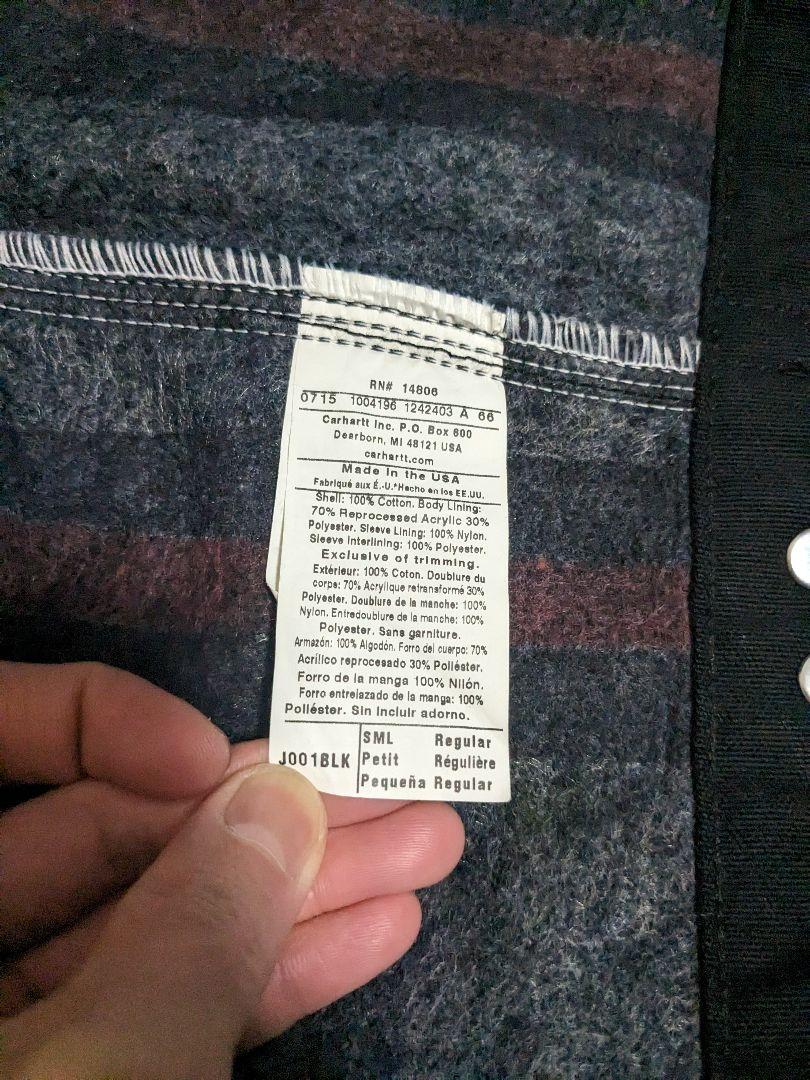 RN# 14806
0715 1004196 1242403 A 66
Carhartt Inc. P.O. Box 600
Dearborn, MI 48121 USA
carhartt.com
Made in the USA
Fabriqué aux É.-U.*Hecho en los EE.UU.
Shell: 100% Cotton. Body Lining:
70% Reprocessed Acrylic 30%
Polyester. Sleeve Lining: 100% Nylon.
Sleeve Interlining: 100% Polyester.
Exclusive of trimming.
Extérieur: 100% Coton. Doublure du
corps: 70% Acrylique retransformé 30%
Polyester. Doublure de la manche: 100%
Nylon. Entredoublure de la manche: 100%
Polyester. Sans garniture.
Armazón: 100% Algodón. Forro del cuerpo: 70%
Acrílico reprocesado 30% Poliéster.
Forro de la manga 100% Nilón.
Forro entrelazado de la manga: 100%
Poliéster. Sin incluir adorno.
J001BLK
SML Regular
Petit Régulière
Pequeña Regular